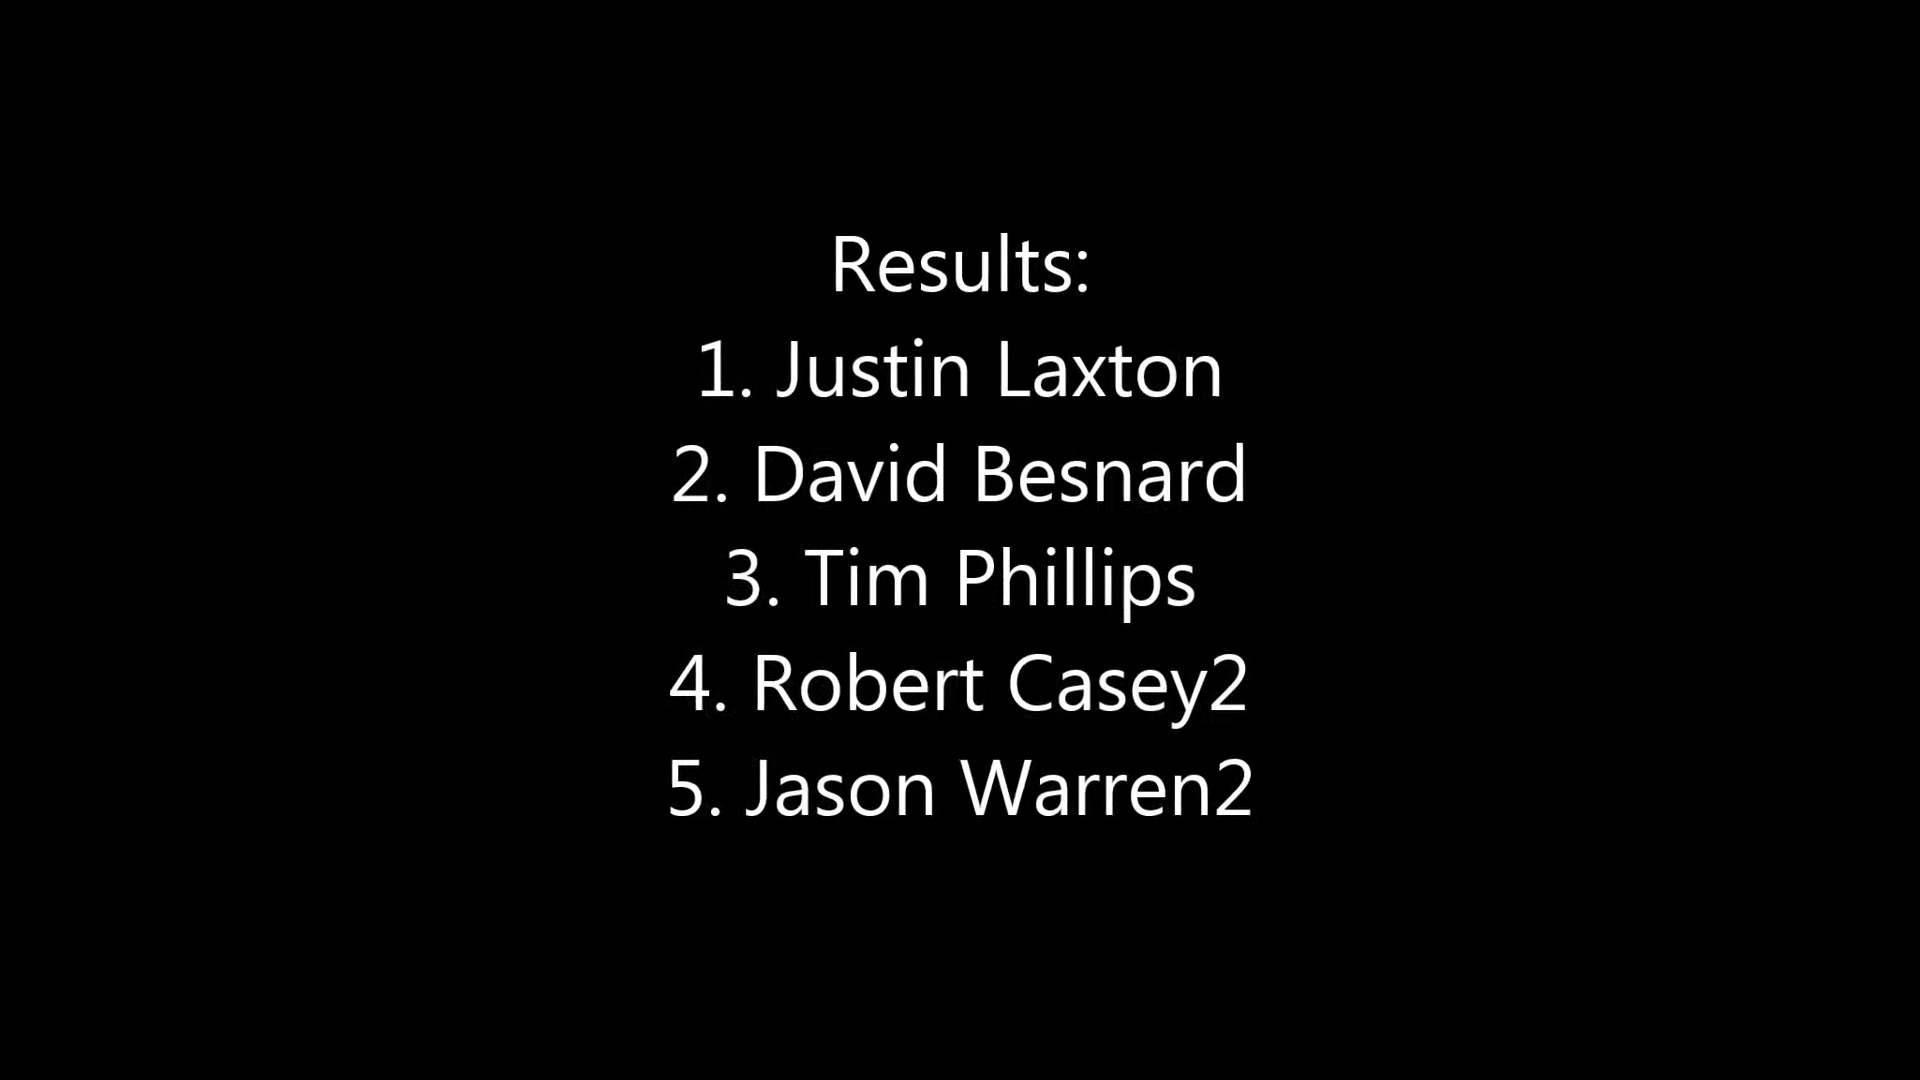 Results:
1. Justin Laxton
2. David Besnard
3. Tim Phillips
4. Robert Casey2
5. Jason Warren2